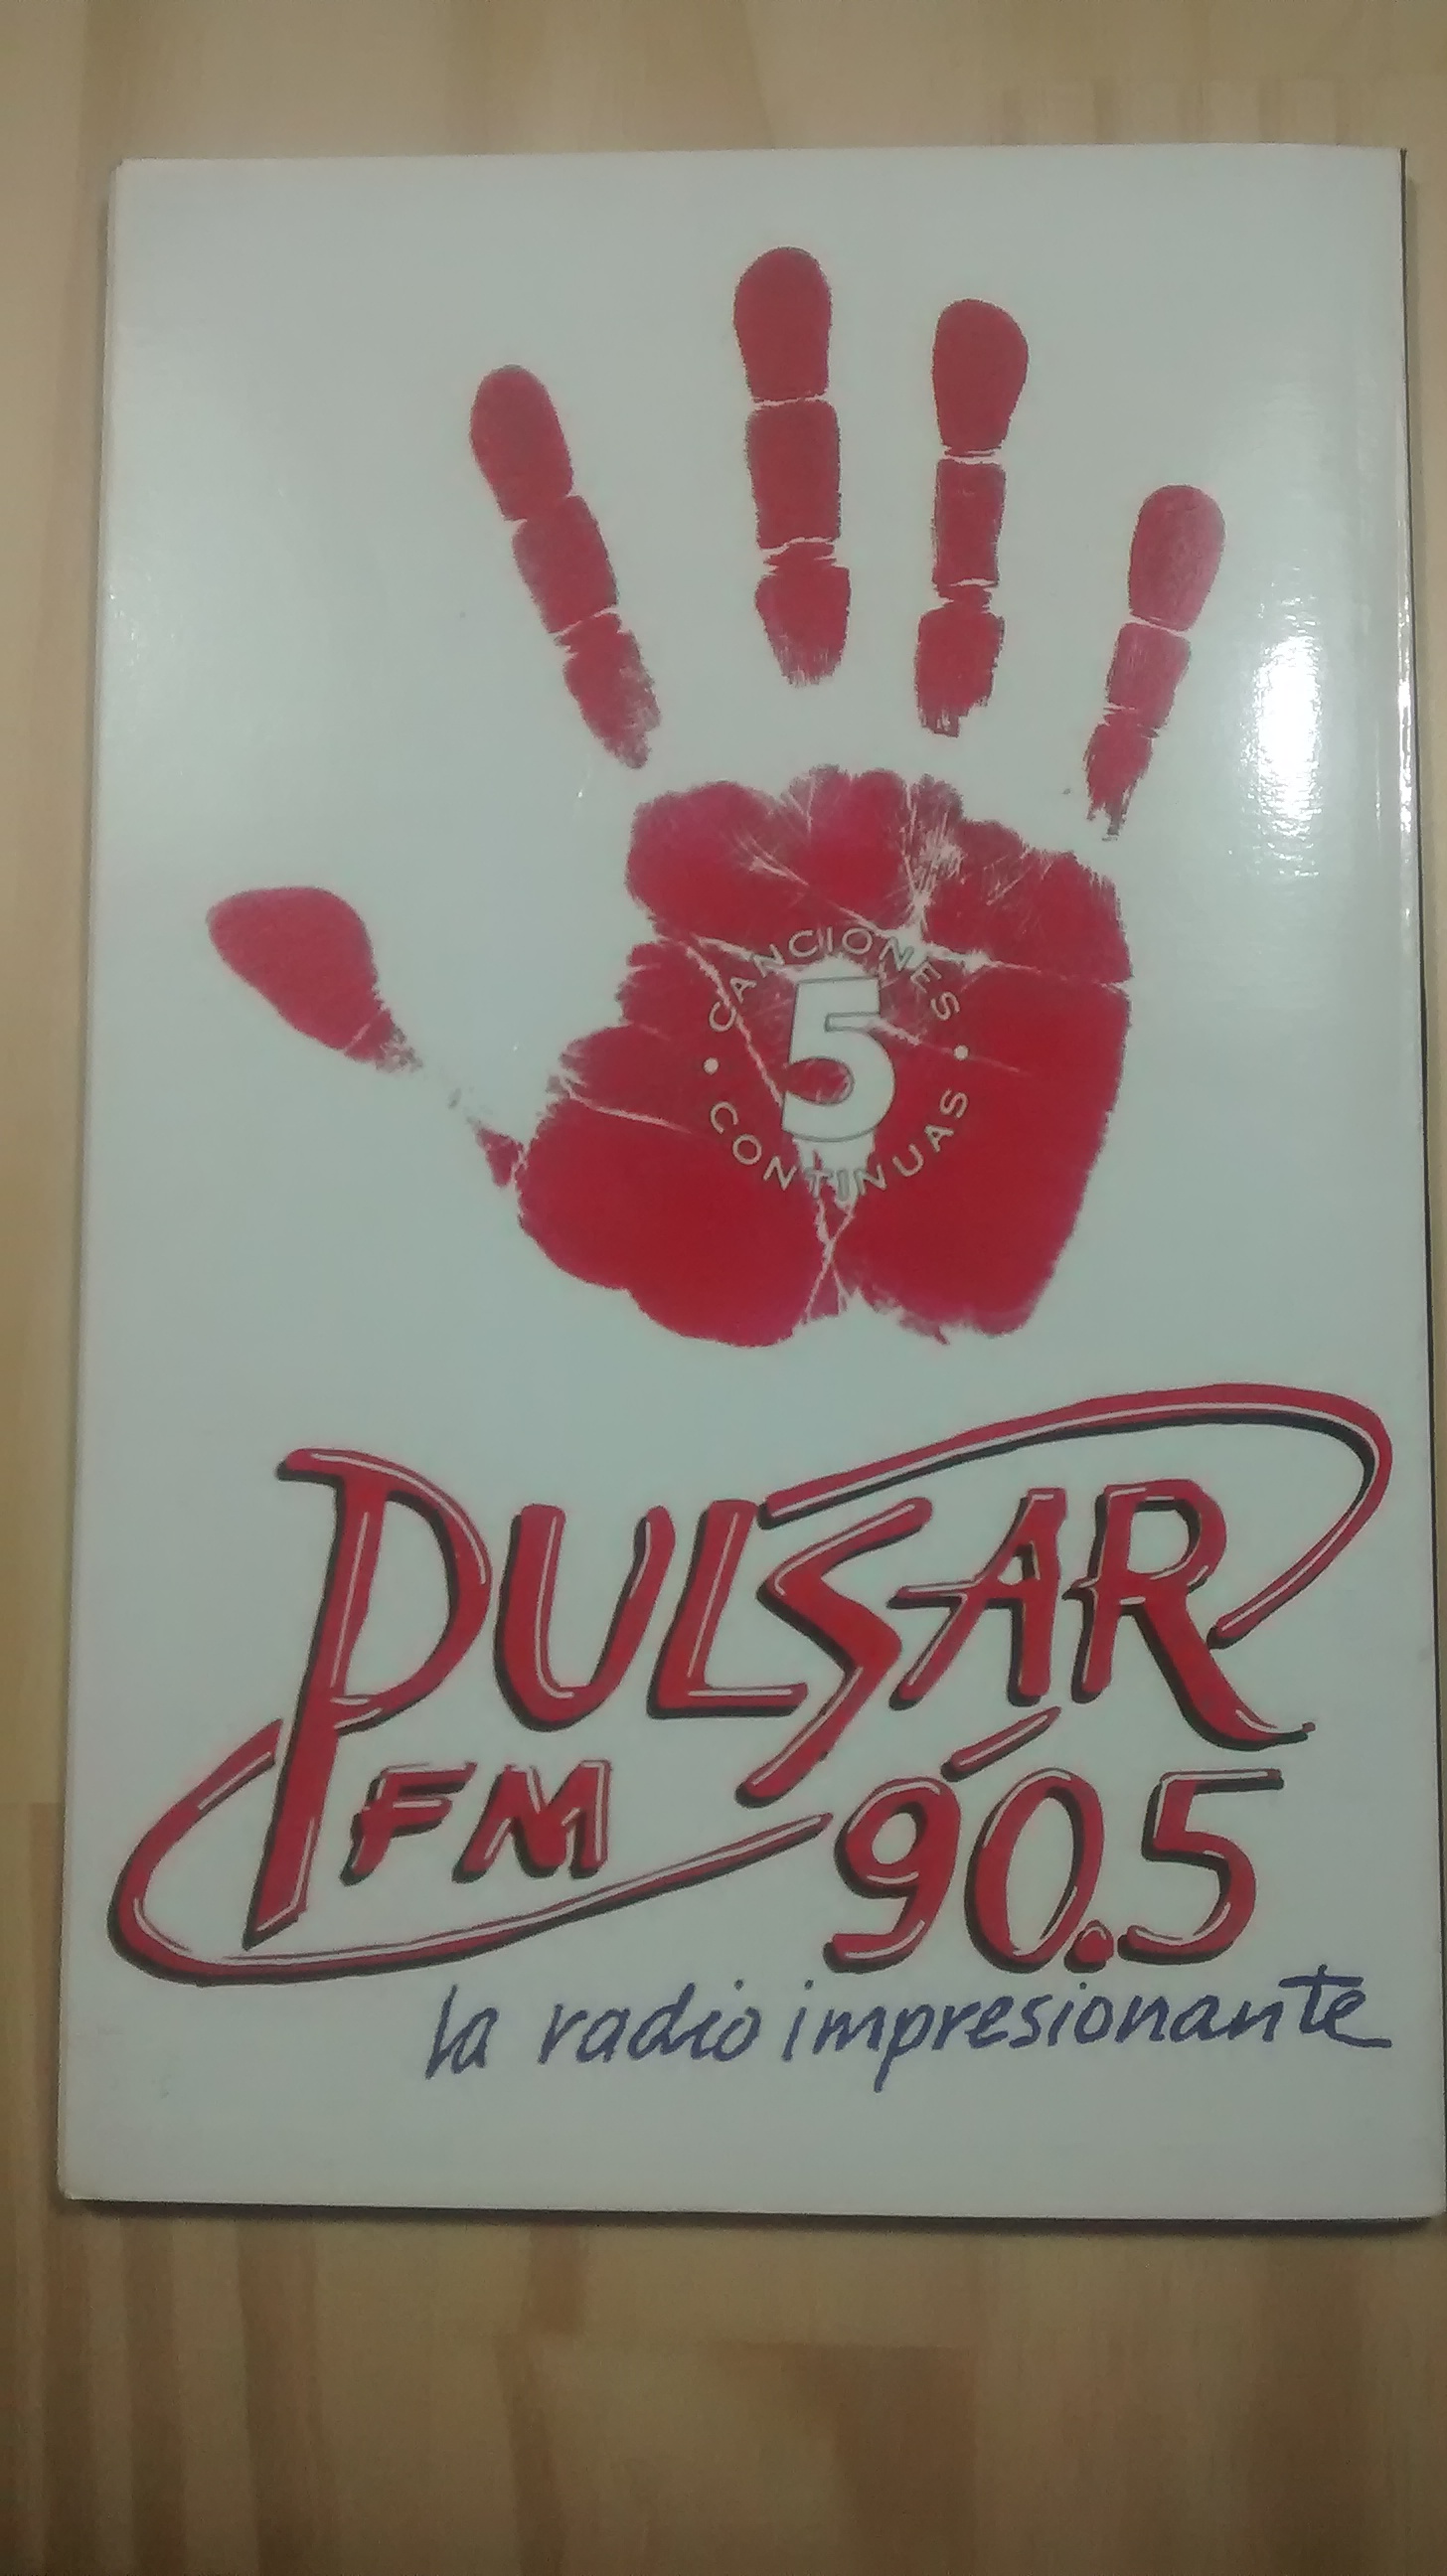 CANCIONES
5
CONTINUAS
PULSAR
FM 90.5
la radio impresionante